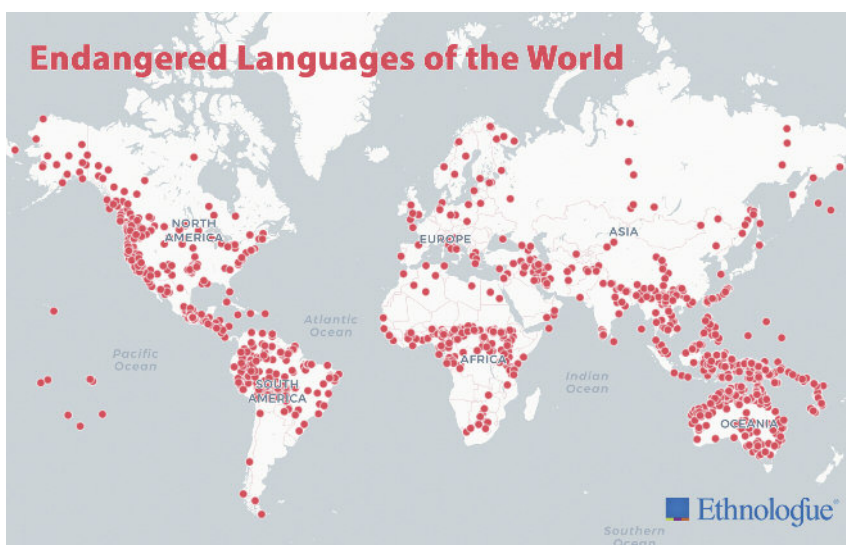 Endangered Languages of the World
NORTH
AMERICA
EUROPE
ASIA
Atlantic
Ocean
Pacific
Ocean
AFRICA
Indian
Ocean
SOUTH
AMERICA
OCEANIA
Ethnologue®
Southern
Ocean